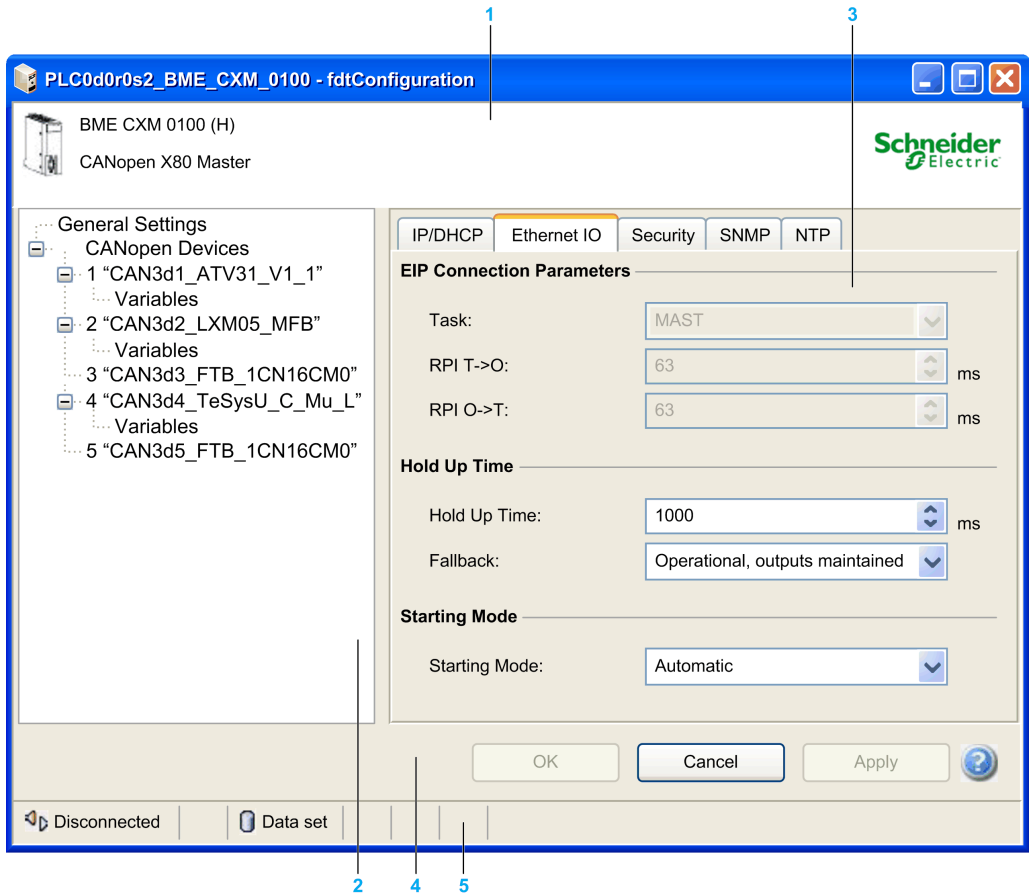 1 3
PLC0d0r0s2_BME_CXM_0100 - fdtConfiguration
BME CXM 0100 (H)
CANopen X80 Master
Schneider
Electric
General Settings
CANopen Devices
1 “CAN3d1_ATV31_V1_1”
Variables
2 “CAN3d2_LXM05_MFB”
Variables
3 “CAN3d3_FTB_1CN16CM0”
4 “CAN3d4_TeSysU_C_Mu_L”
Variables
5 “CAN3d5_FTB_1CN16CM0”
IP/DHCP Ethernet IO Security SNMP NTP
EIP Connection Parameters
Task: MAST
RPI T->O: 63 ms
RPI O->T: 63 ms
Hold Up Time
Hold Up Time: 1000 ms
Fallback: Operational, outputs maintained
Starting Mode
Starting Mode: Automatic
OK Cancel Apply ?
Disconnected Data set
2 4 5